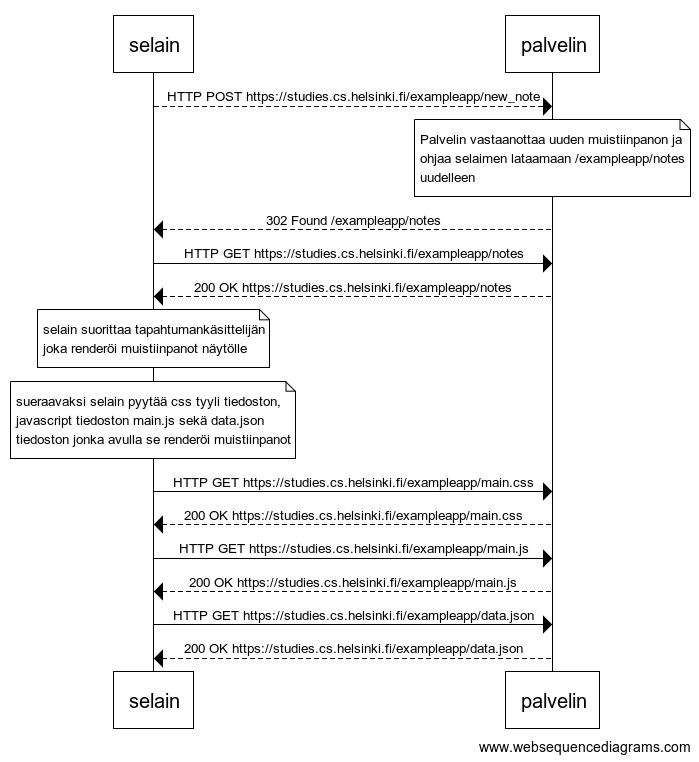 selain
palvelin
HTTP POST https://studies.cs.helsinki.fi/exampleapp/new_note
Palvelin vastaanottaa uuden muistiinpanon ja
ohjaa selaimen lataamaan /exampleapp/notes
uudelleen
302 Found /exampleapp/notes
HTTP GET https://studies.cs.helsinki.fi/exampleapp/notes
200 OK https://studies.cs.helsinki.fi/exampleapp/notes
selain suorittaa tapahtumankäsittelijän
joka renderöi muistiinpanot näytölle
sueraavaksi selain pyytää css tyyli tiedoston,
javascript tiedoston main.js sekä data.json
tiedoston jonka avulla se renderöi muistiinpanot
HTTP GET https://studies.cs.helsinki.fi/exampleapp/main.css
200 OK https://studies.cs.helsinki.fi/exampleapp/main.css
HTTP GET https://studies.cs.helsinki.fi/exampleapp/main.js
200 OK https://studies.cs.helsinki.fi/exampleapp/main.js
HTTP GET https://studies.cs.helsinki.fi/exampleapp/data.json
200 OK https://studies.cs.helsinki.fi/exampleapp/data.json
selain
palvelin
www.websequencediagrams.com